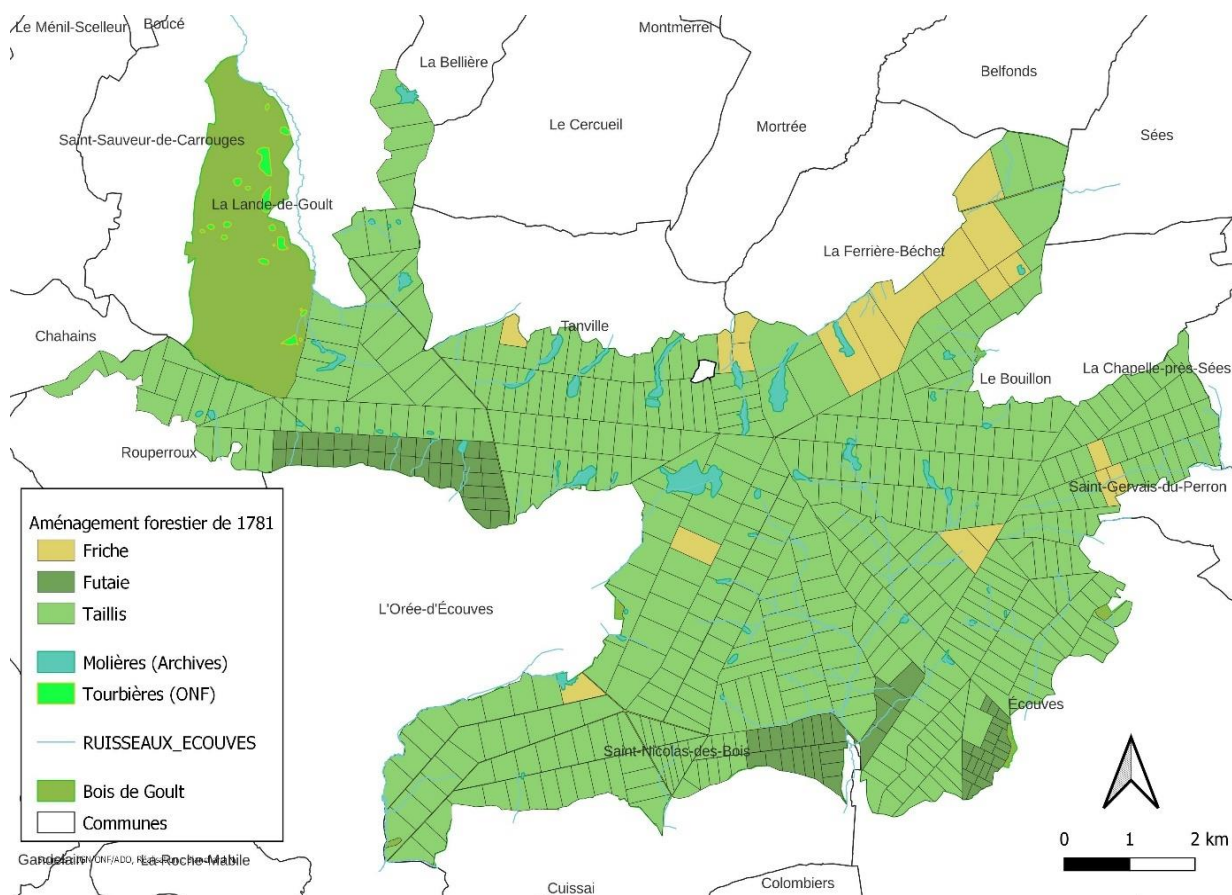 Le Ménil-Scelleur
Boucé
Montmerrei
La Bellière
Belfonds
Le Cercueil
Mortrée
Sées
Saint-Sauveur-de-Carrouges
La Lande-de-Goult
La Ferrière-Béchet
Chahains
Tanville
La Chapelle-près-Sées
Le Bouillon
Rouperroux
Saint-Gervais-du-Perron
Aménagement forestier de 1781
Friche
Futaie
Taillis
Molières (Archives)
Tourbières (ONF)
RUISSEAUX_ECOUVES
Bois de Goult
Communes
L'Orée-d'Écouves
Écouves
Saint-Nicolas-des-Bois
0 1 2 km
Gandelain
La-Roche-Mabile
Cuissai
Colombiers